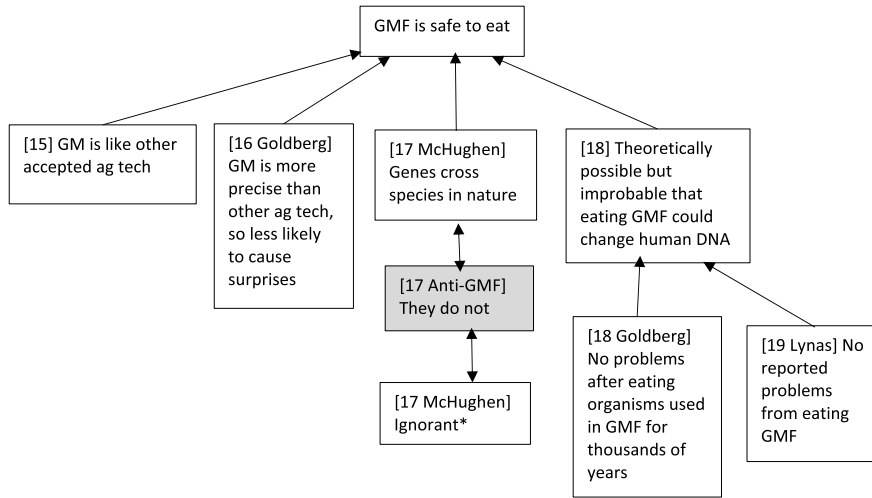 GMF is safe to eat
[15] GM is like other
accepted ag tech
[16 Goldberg]
GM is more
precise than
other ag tech,
so less likely
to cause
surprises
[17 McHughen]
Genes cross
species in nature
[18] Theoretically
possible but
improbable that
eating GMF could
change human DNA
[17 Anti-GMF]
They do not
[17 McHughen]
Ignorant*
[18 Goldberg]
No problems
after eating
organisms used
in GMF for
thousands of
years
[19 Lynas] No
reported
problems
from eating
GMF